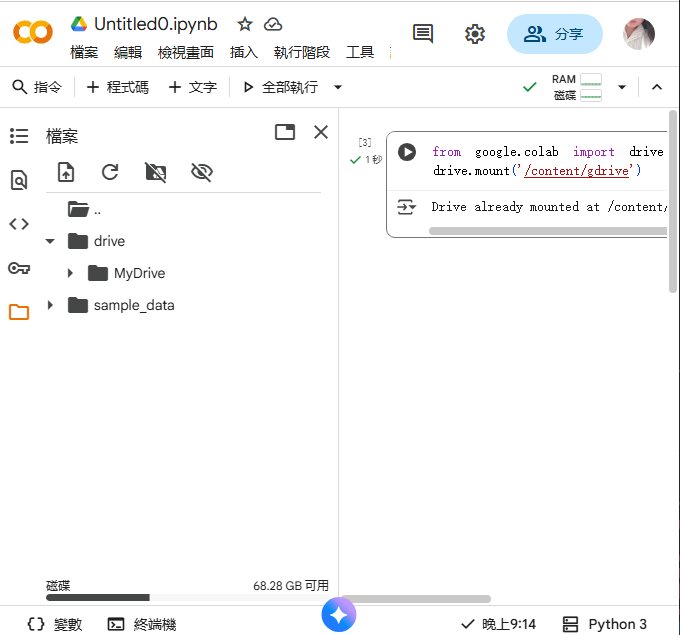 CO
Untitled0.ipynb
檔案 編輯 檢視畫面 插入 執行階段 工具
分享
指令 + 程式碼 + 文字 全部執行
RAM
磁碟
檔案
..
drive
MyDrive
sample_data
磁碟 68.28 GB 可用
[3]
1 秒
from google.colab import drive
drive.mount('/content/gdrive')
Drive already mounted at /content/
{} 變數 終端機 晚上9:14 Python 3